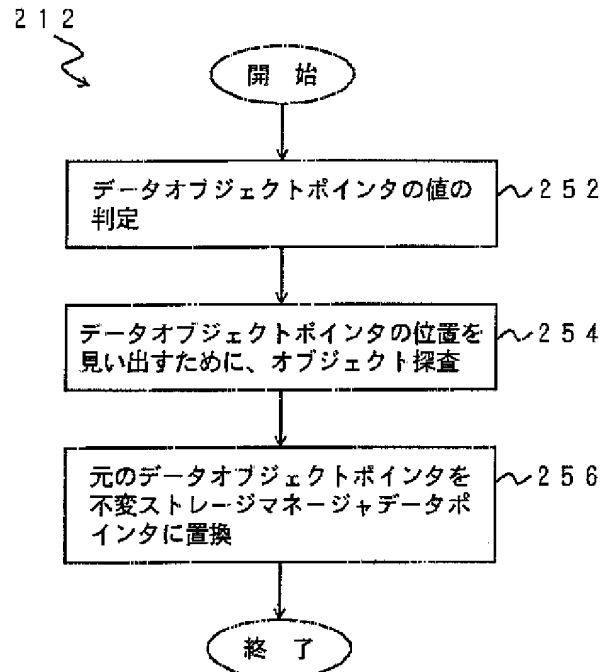 212
開 始
データオブジェクトポインタの値の
判定
252
データオブジェクトポインタの位置を
見い出すために、オブジェクト探査
254
元のデータオブジェクトポインタを
不変ストレージマネージャデータポ
インタに置換
256
終 了